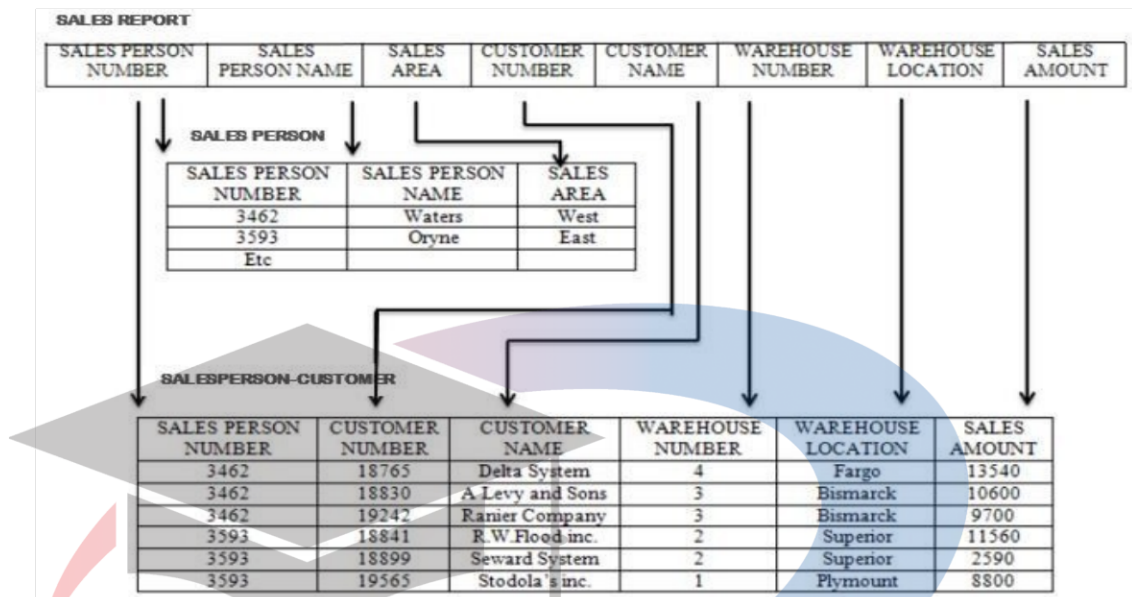 SALES REPORT
SALES PERSON NUMBER SALES PERSON NAME SALES AREA CUSTOMER NUMBER CUSTOMER NAME WAREHOUSE NUMBER WAREHOUSE LOCATION SALES AMOUNT
SALES PERSON
SALES PERSON NUMBER SALES PERSON NAME SALES AREA
3462 Waters West
3593 Oryne East
Etc
SALESPERSON-CUSTOMER
SALES PERSON NUMBER CUSTOMER NUMBER CUSTOMER NAME WAREHOUSE NUMBER WAREHOUSE LOCATION SALES AMOUNT
3462 18765 Delta System 4 Fargo 13540
3462 18830 A Levy and Sons 3 Bismarck 10600
3462 19242 Ranier Company 3 Bismarck 9700
3593 18841 R.W.Flood inc. 2 Superior 11560
3593 18899 Seward System 2 Superior 2590
3593 19565 Stodola's inc. 1 Plymount 8800